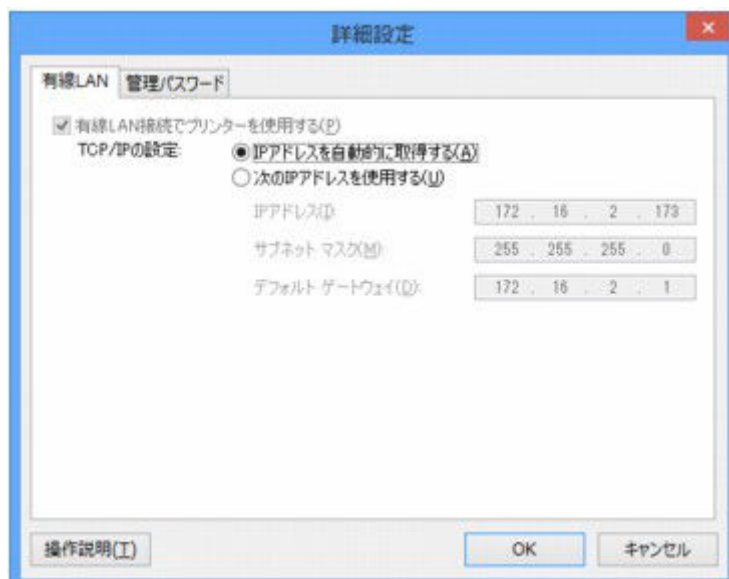 詳細設定
有線LAN 管理パスワード
有線LAN接続でプリンターを使用する(P)
TCP/IPの設定: IPアドレスを自動的に取得する(A)
次のIPアドレスを使用する(U)
IPアドレス(I): 172 . 16 . 2 . 173
サブネット マスク(M): 255 . 255 . 255 . 0
デフォルト ゲートウェイ(D): 172 . 16 . 2 . 1
操作説明(T) OK キャンセル